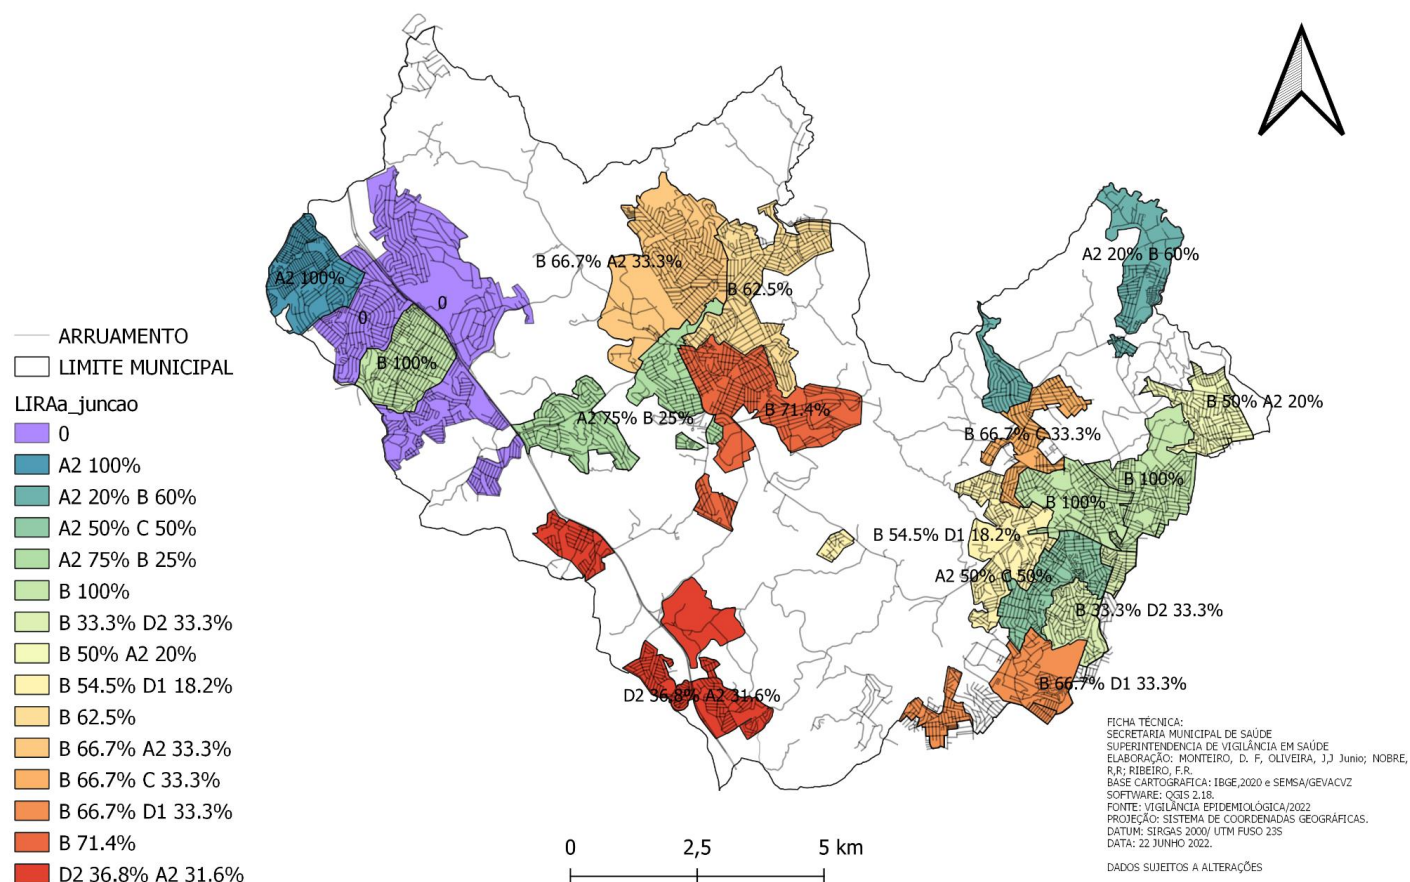 A2 20% B 60%
B 66.7% A2 33.3%
A2 100%
B 62.5%
0
0
B 100%
B 50% A2 20%
A2 75% B 25%
B 71.4%
B 66.7% C 33.3%
B 100%
B 100%
B 54.5% D1 18.2%
A2 50% C 50%
B 33.3% D2 33.3%
D2 36.8% A2 31.6%
B 66.7% D1 33.3%
ARRUAMENTO
LIMITE MUNICIPAL
LIRAa_juncao
0
A2 100%
A2 20% B 60%
A2 50% C 50%
A2 75% B 25%
B 100%
B 33.3% D2 33.3%
B 50% A2 20%
B 54.5% D1 18.2%
B 62.5%
B 66.7% A2 33.3%
B 66.7% C 33.3%
B 66.7% D1 33.3%
B 71.4%
D2 36.8% A2 31.6%
0 2,5 5 km
FICHA TÉCNICA:
SECRETARIA MUNICIPAL DE SAÚDE
SUPERINTENDENCIA DE VIGILÂNCIA EM SAÚDE
ELABORAÇÃO: MONTEIRO, D. F, OLIVEIRA, J,J Junio; NOBRE,
R,R; RIBEIRO, F.R.
BASE CARTOGRAFICA: IBGE,2020 e SEMSA/GEVACVZ
SOFTWARE: QGIS 2.18.
FONTE: VIGILÂNCIA EPIDEMIOLÓGICA/2022
PROJEÇÃO: SISTEMA DE COORDENADAS GEOGRÁFICAS.
DATUM: SIRGAS 2000/ UTM FUSO 23S
DATA: 22 JUNHO 2022.
DADOS SUJEITOS A ALTERAÇÕES